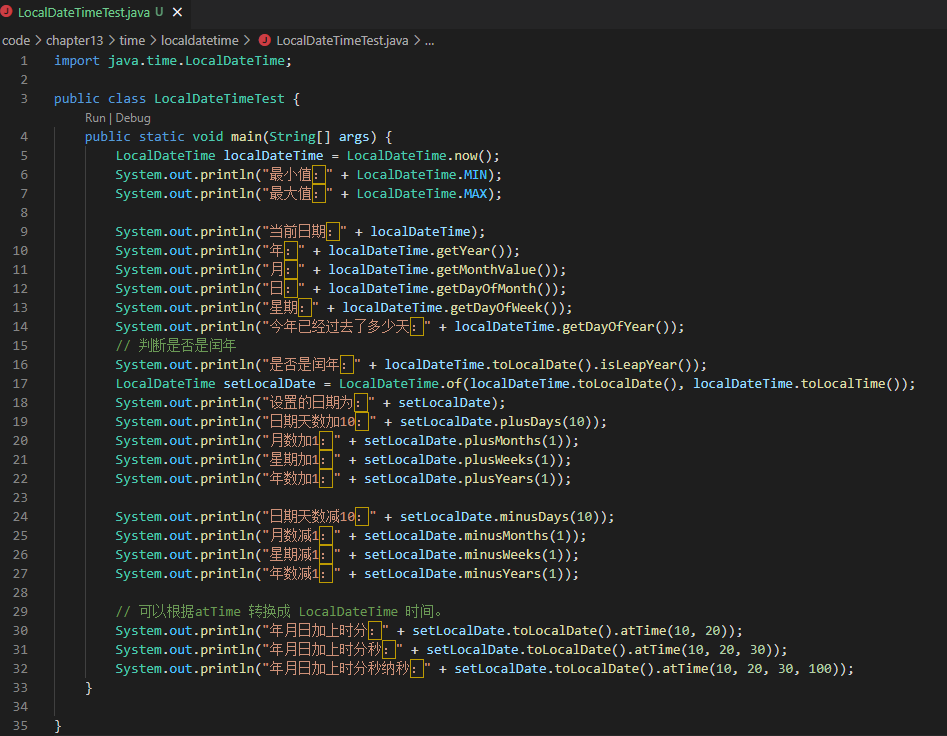 LocalDateTimeTest.java U ×
code > chapter13 > time > localdatetime > LocalDateTimeTest.java > ...
1 import java.time.LocalDateTime;
2
3 public class LocalDateTimeTest {
Run | Debug
4 public static void main(String[] args) {
5 LocalDateTime localDateTime = LocalDateTime.now();
6 System.out.println("最小值：" + LocalDateTime.MIN);
7 System.out.println("最大值：" + LocalDateTime.MAX);
8
9 System.out.println("当前日期：" + localDateTime);
10 System.out.println("年：" + localDateTime.getYear());
11 System.out.println("月：" + localDateTime.getMonthValue());
12 System.out.println("日：" + localDateTime.getDayOfMonth());
13 System.out.println("星期：" + localDateTime.getDayOfWeek());
14 System.out.println("今年已经过去了多少天：" + localDateTime.getDayOfYear());
15 // 判断是否是闰年
16 System.out.println("是否是闰年：" + localDateTime.toLocalDate().isLeapYear());
17 LocalDateTime setLocalDate = LocalDateTime.of(localDateTime.toLocalDate(), localDateTime.toLocalTime());
18 System.out.println("设置的日期为：" + setLocalDate);
19 System.out.println("日期天数加10：" + setLocalDate.plusDays(10));
20 System.out.println("月数加1：" + setLocalDate.plusMonths(1));
21 System.out.println("星期加1：" + setLocalDate.plusWeeks(1));
22 System.out.println("年数加1：" + setLocalDate.plusYears(1));
23
24 System.out.println("日期天数减10：" + setLocalDate.minusDays(10));
25 System.out.println("月数减1：" + setLocalDate.minusMonths(1));
26 System.out.println("星期减1：" + setLocalDate.minusWeeks(1));
27 System.out.println("年数减1：" + setLocalDate.minusYears(1));
28
29 // 可以根据atTime 转换成 LocalDateTime 时间。
30 System.out.println("年月日加上时分：" + setLocalDate.toLocalDate().atTime(10, 20));
31 System.out.println("年月日加上时分秒：" + setLocalDate.toLocalDate().atTime(10, 20, 30));
32 System.out.println("年月日加上时分秒纳秒：" + setLocalDate.toLocalDate().atTime(10, 20, 30, 100));
33 }
34
35 }